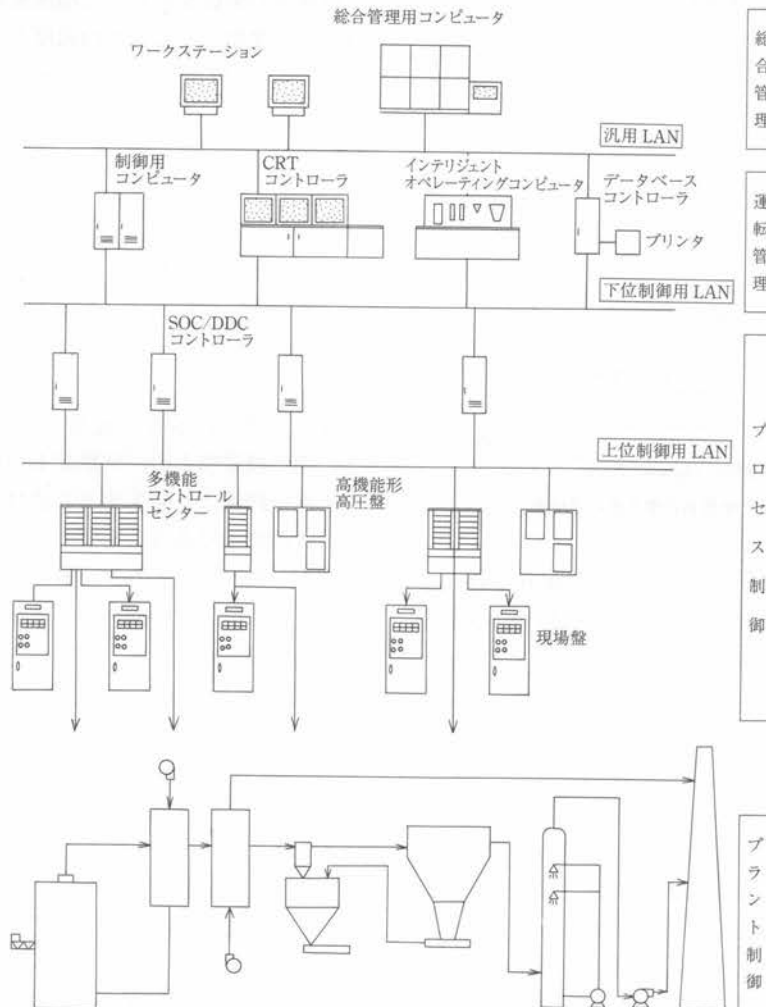 総合管理用コンピュータ
ワークステーション
総合管理
汎用 LAN
制御用
コンピュータ
CRT
コントローラ
インテリジェント
オペレーティングコンピュータ
データベース
コントローラ
プリンタ
運転管理
下位制御用 LAN
SOC/DDC
コントローラ
上位制御用 LAN
多機能
コントロール
センター
高機能形
高圧盤
現場盤
プロセス制御
プラント制御